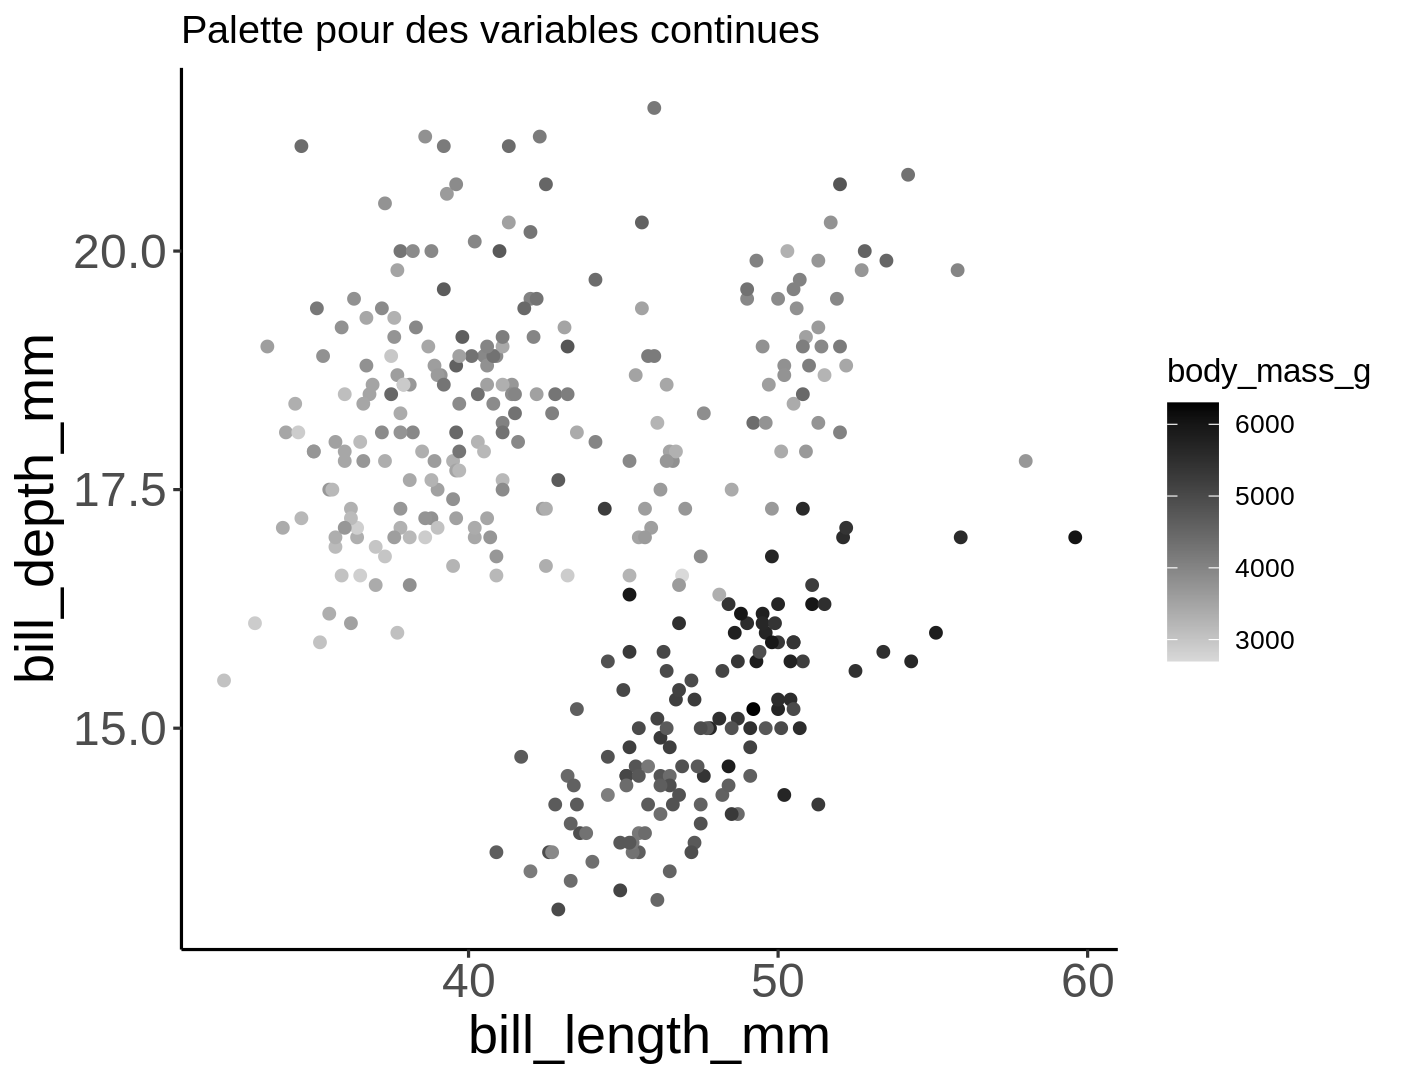 Palette pour des variables continues
bill_depth_mm
20.0
17.5
15.0
40 50 60
bill_length_mm
body_mass_g
6000
5000
4000
3000